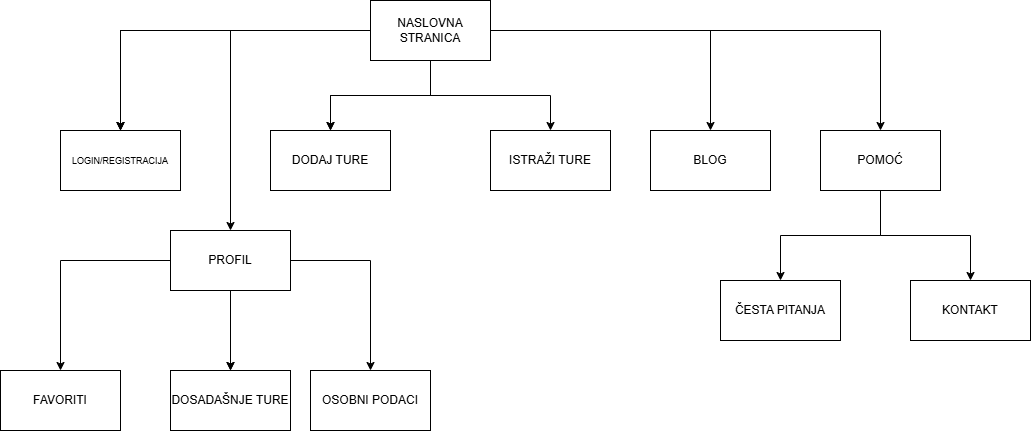 NASLOVNA
STRANICA
LOGIN/REGISTRACIJA
DODAJ TURE
ISTRAŽI TURE
BLOG
POMOĆ
PROFIL
ČESTA PITANJA
KONTAKT
FAVORITI
DOSADAŠNJE TURE
OSOBNI PODACI